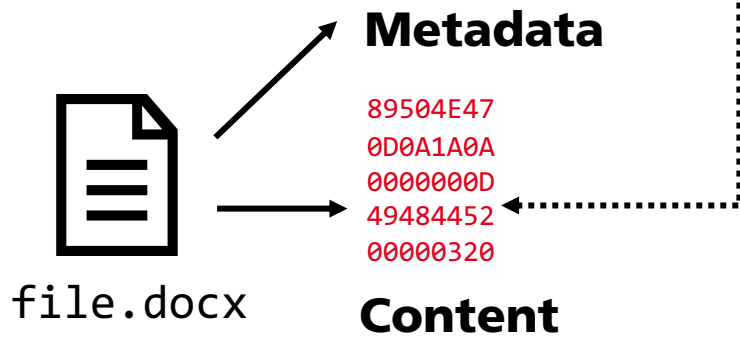 Metadata
89504E47
0D0A1A0A
0000000D
49484452
00000320
file.docx
Content